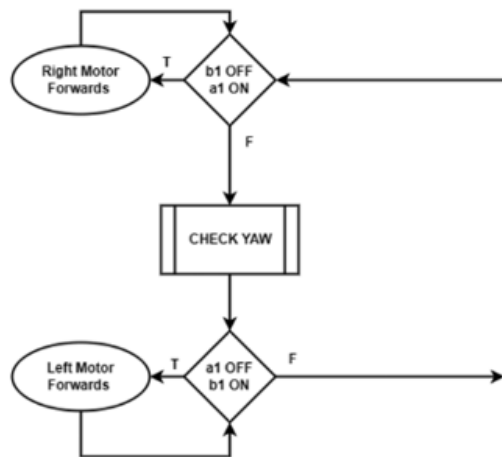 T
Right Motor
Forwards
b1 OFF
a1 ON
F
CHECK YAW
Left Motor
Forwards
T
a1 OFF
b1 ON
F